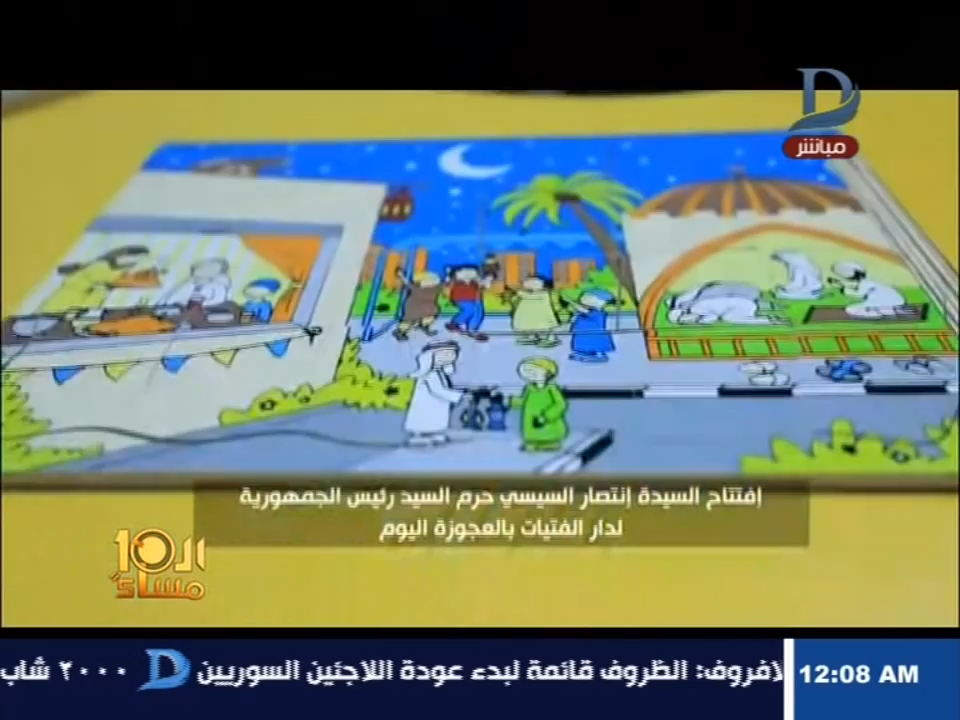 D
مباشر
إفتتاح السيدة إنتصار السيسي حرم السيد رئيس الجمهورية
لدار الفتيات بالعجوزة اليوم
الـ10
مساءً
لافروف: الظروف قائمة لبدء عودة اللاجئين السوريين D ٢٠٠٠ شاب
12:08 AM